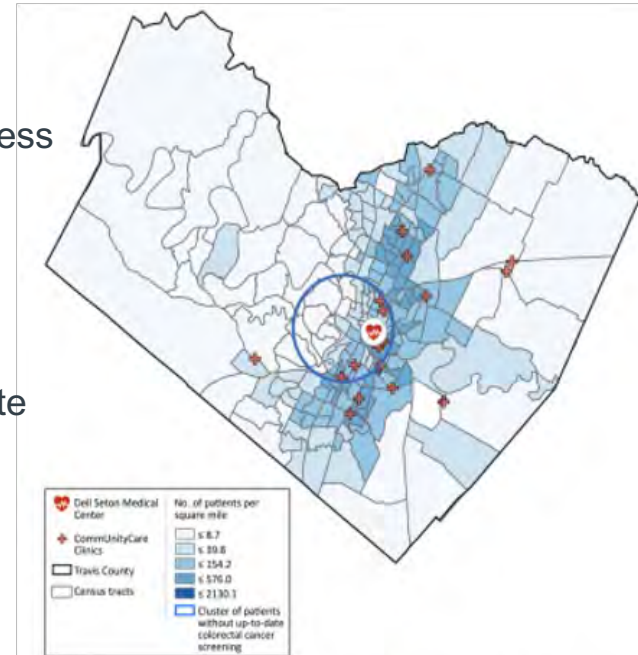 ess
te
Dell Seton Medical
Center
CommUnityCare
Clinics
Travis County
Census tracts
No. of patients per
square mile
≤ 8.7
≤ 39.8
≤ 154.2
≤ 576.0
≤ 2130.1
Cluster of patients
without up-to-date
colorectal cancer
screening